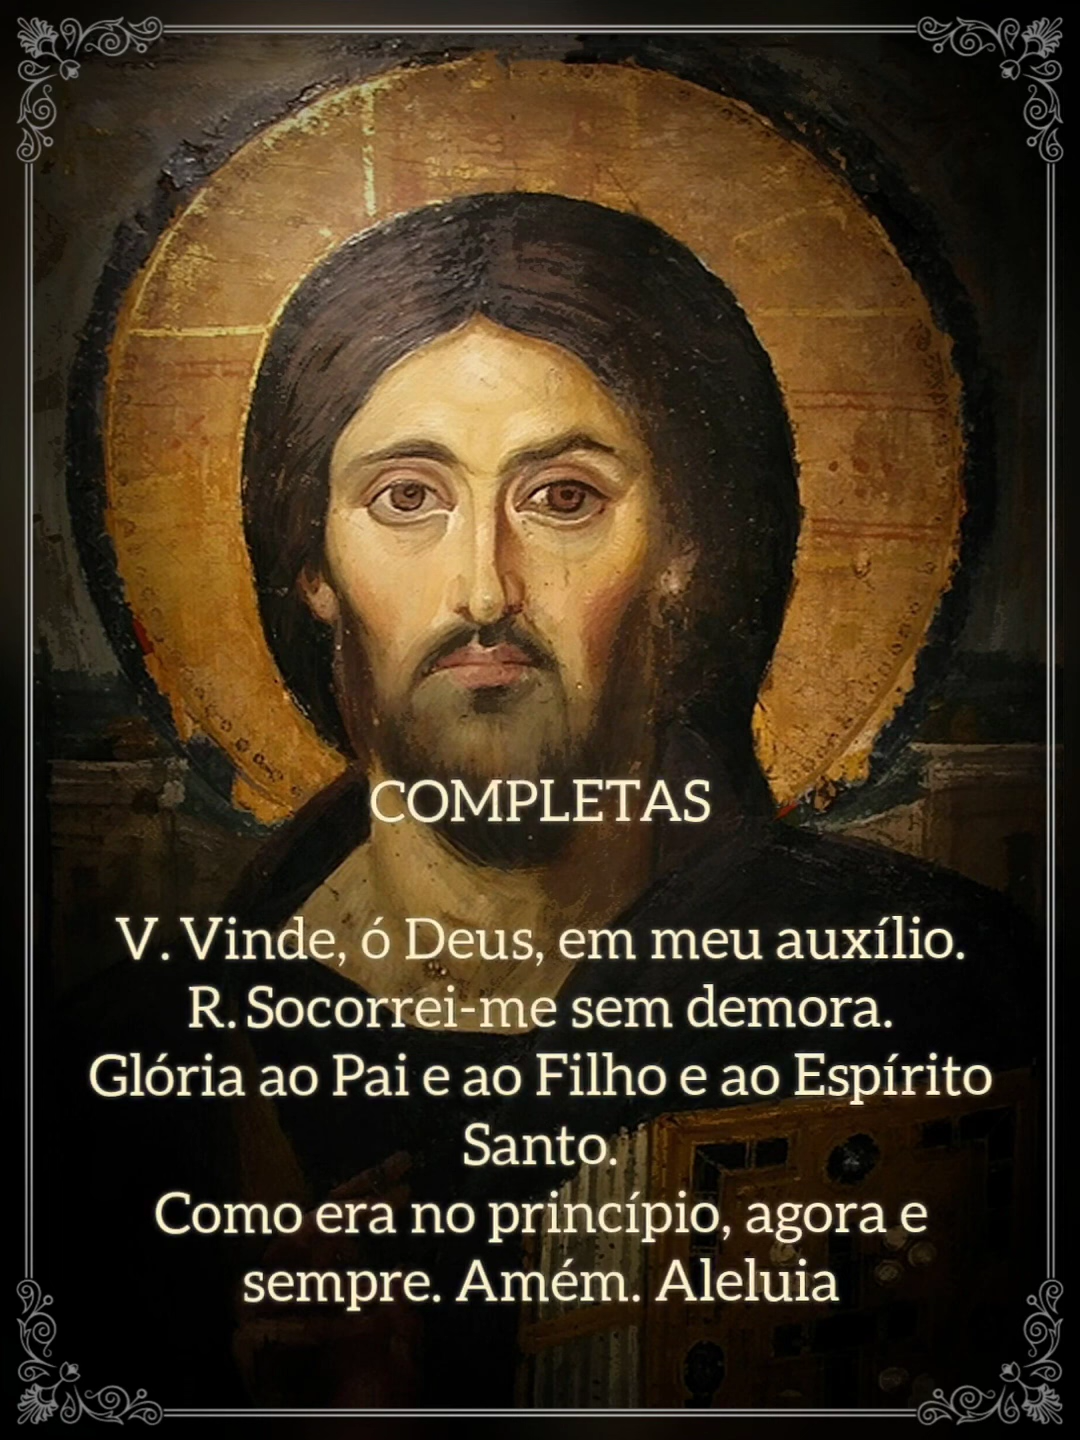 COMPLETAS
V. Vinde, ó Deus, em meu auxílio.
R. Socorrei-me sem demora.
Glória ao Pai e ao Filho e ao Espírito
Santo.
Como era no princípio, agora e
sempre. Amém. Aleluia